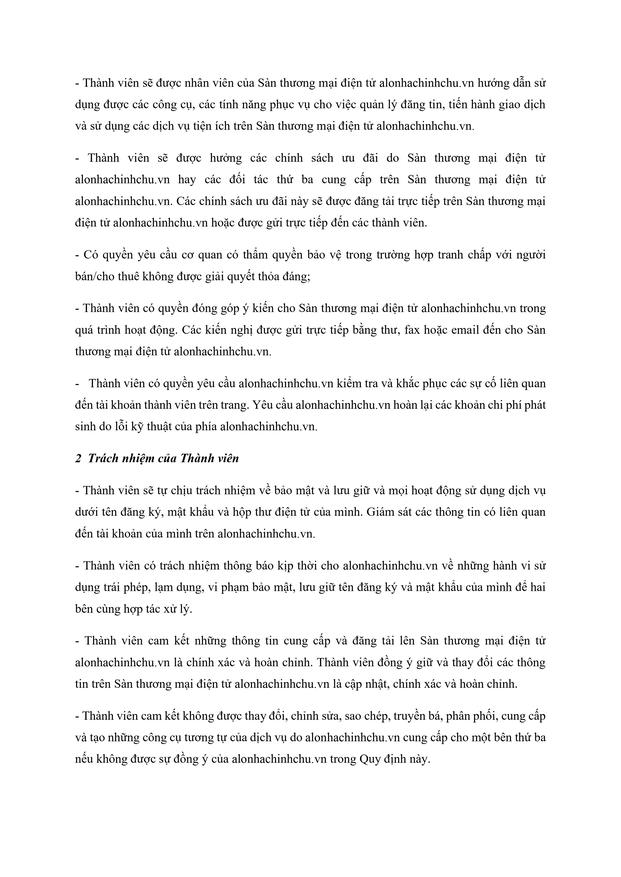 - Thành viên sẽ được nhân viên của Sàn thương mại điện tử alonhachinhchu.vn hướng dẫn sử
dụng được các công cụ, các tính năng phục vụ cho việc quản lý đăng tin, tiến hành giao dịch
và sử dụng các dịch vụ tiện ích trên Sàn thương mại điện tử alonhachinhchu.vn.
- Thành viên sẽ được hưởng các chính sách ưu đãi do Sàn thương mại điện tử
alonhachinhchu.vn hay các đối tác thứ ba cung cấp trên Sàn thương mại điện tử
alonhachinhchu.vn. Các chính sách ưu đãi này sẽ được đăng tải trực tiếp trên Sàn thương mại
điện tử alonhachinhchu.vn hoặc được gửi trực tiếp đến các thành viên.
- Có quyền yêu cầu cơ quan có thẩm quyền bảo vệ trong trường hợp tranh chấp với người
bán/cho thuê không được giải quyết thỏa đáng;
- Thành viên có quyền đóng góp ý kiến cho Sàn thương mại điện tử alonhachinhchu.vn trong
quá trình hoạt động. Các kiến nghị được gửi trực tiếp bằng thư, fax hoặc email đến cho Sàn
thương mại điện tử alonhachinhchu.vn.
- Thành viên có quyền yêu cầu alonhachinhchu.vn kiểm tra và khắc phục các sự cố liên quan
đến tài khoản thành viên trên trang. Yêu cầu alonhachinhchu.vn hoàn lại các khoản chi phí phát
sinh do lỗi kỹ thuật của phía alonhachinhchu.vn.
2 Trách nhiệm của Thành viên
- Thành viên sẽ tự chịu trách nhiệm về bảo mật và lưu giữ và mọi hoạt động sử dụng dịch vụ
dưới tên đăng ký, mật khẩu và hộp thư điện tử của mình. Giám sát các thông tin có liên quan
đến tài khoản của mình trên alonhachinhchu.vn.
- Thành viên có trách nhiệm thông báo kịp thời cho alonhachinhchu.vn về những hành vi sử
dụng trái phép, lạm dụng, vi phạm bảo mật, lưu giữ tên đăng ký và mật khẩu của mình để hai
bên cùng hợp tác xử lý.
- Thành viên cam kết những thông tin cung cấp và đăng tải lên Sàn thương mại điện tử
alonhachinhchu.vn là chính xác và hoàn chỉnh. Thành viên đồng ý giữ và thay đổi các thông
tin trên Sàn thương mại điện tử alonhachinhchu.vn là cập nhật, chính xác và hoàn chỉnh.
- Thành viên cam kết không được thay đổi, chỉnh sửa, sao chép, truyền bá, phân phối, cung cấp
và tạo những công cụ tương tự của dịch vụ do alonhachinhchu.vn cung cấp cho một bên thứ ba
nếu không được sự đồng ý của alonhachinhchu.vn trong Quy định này.